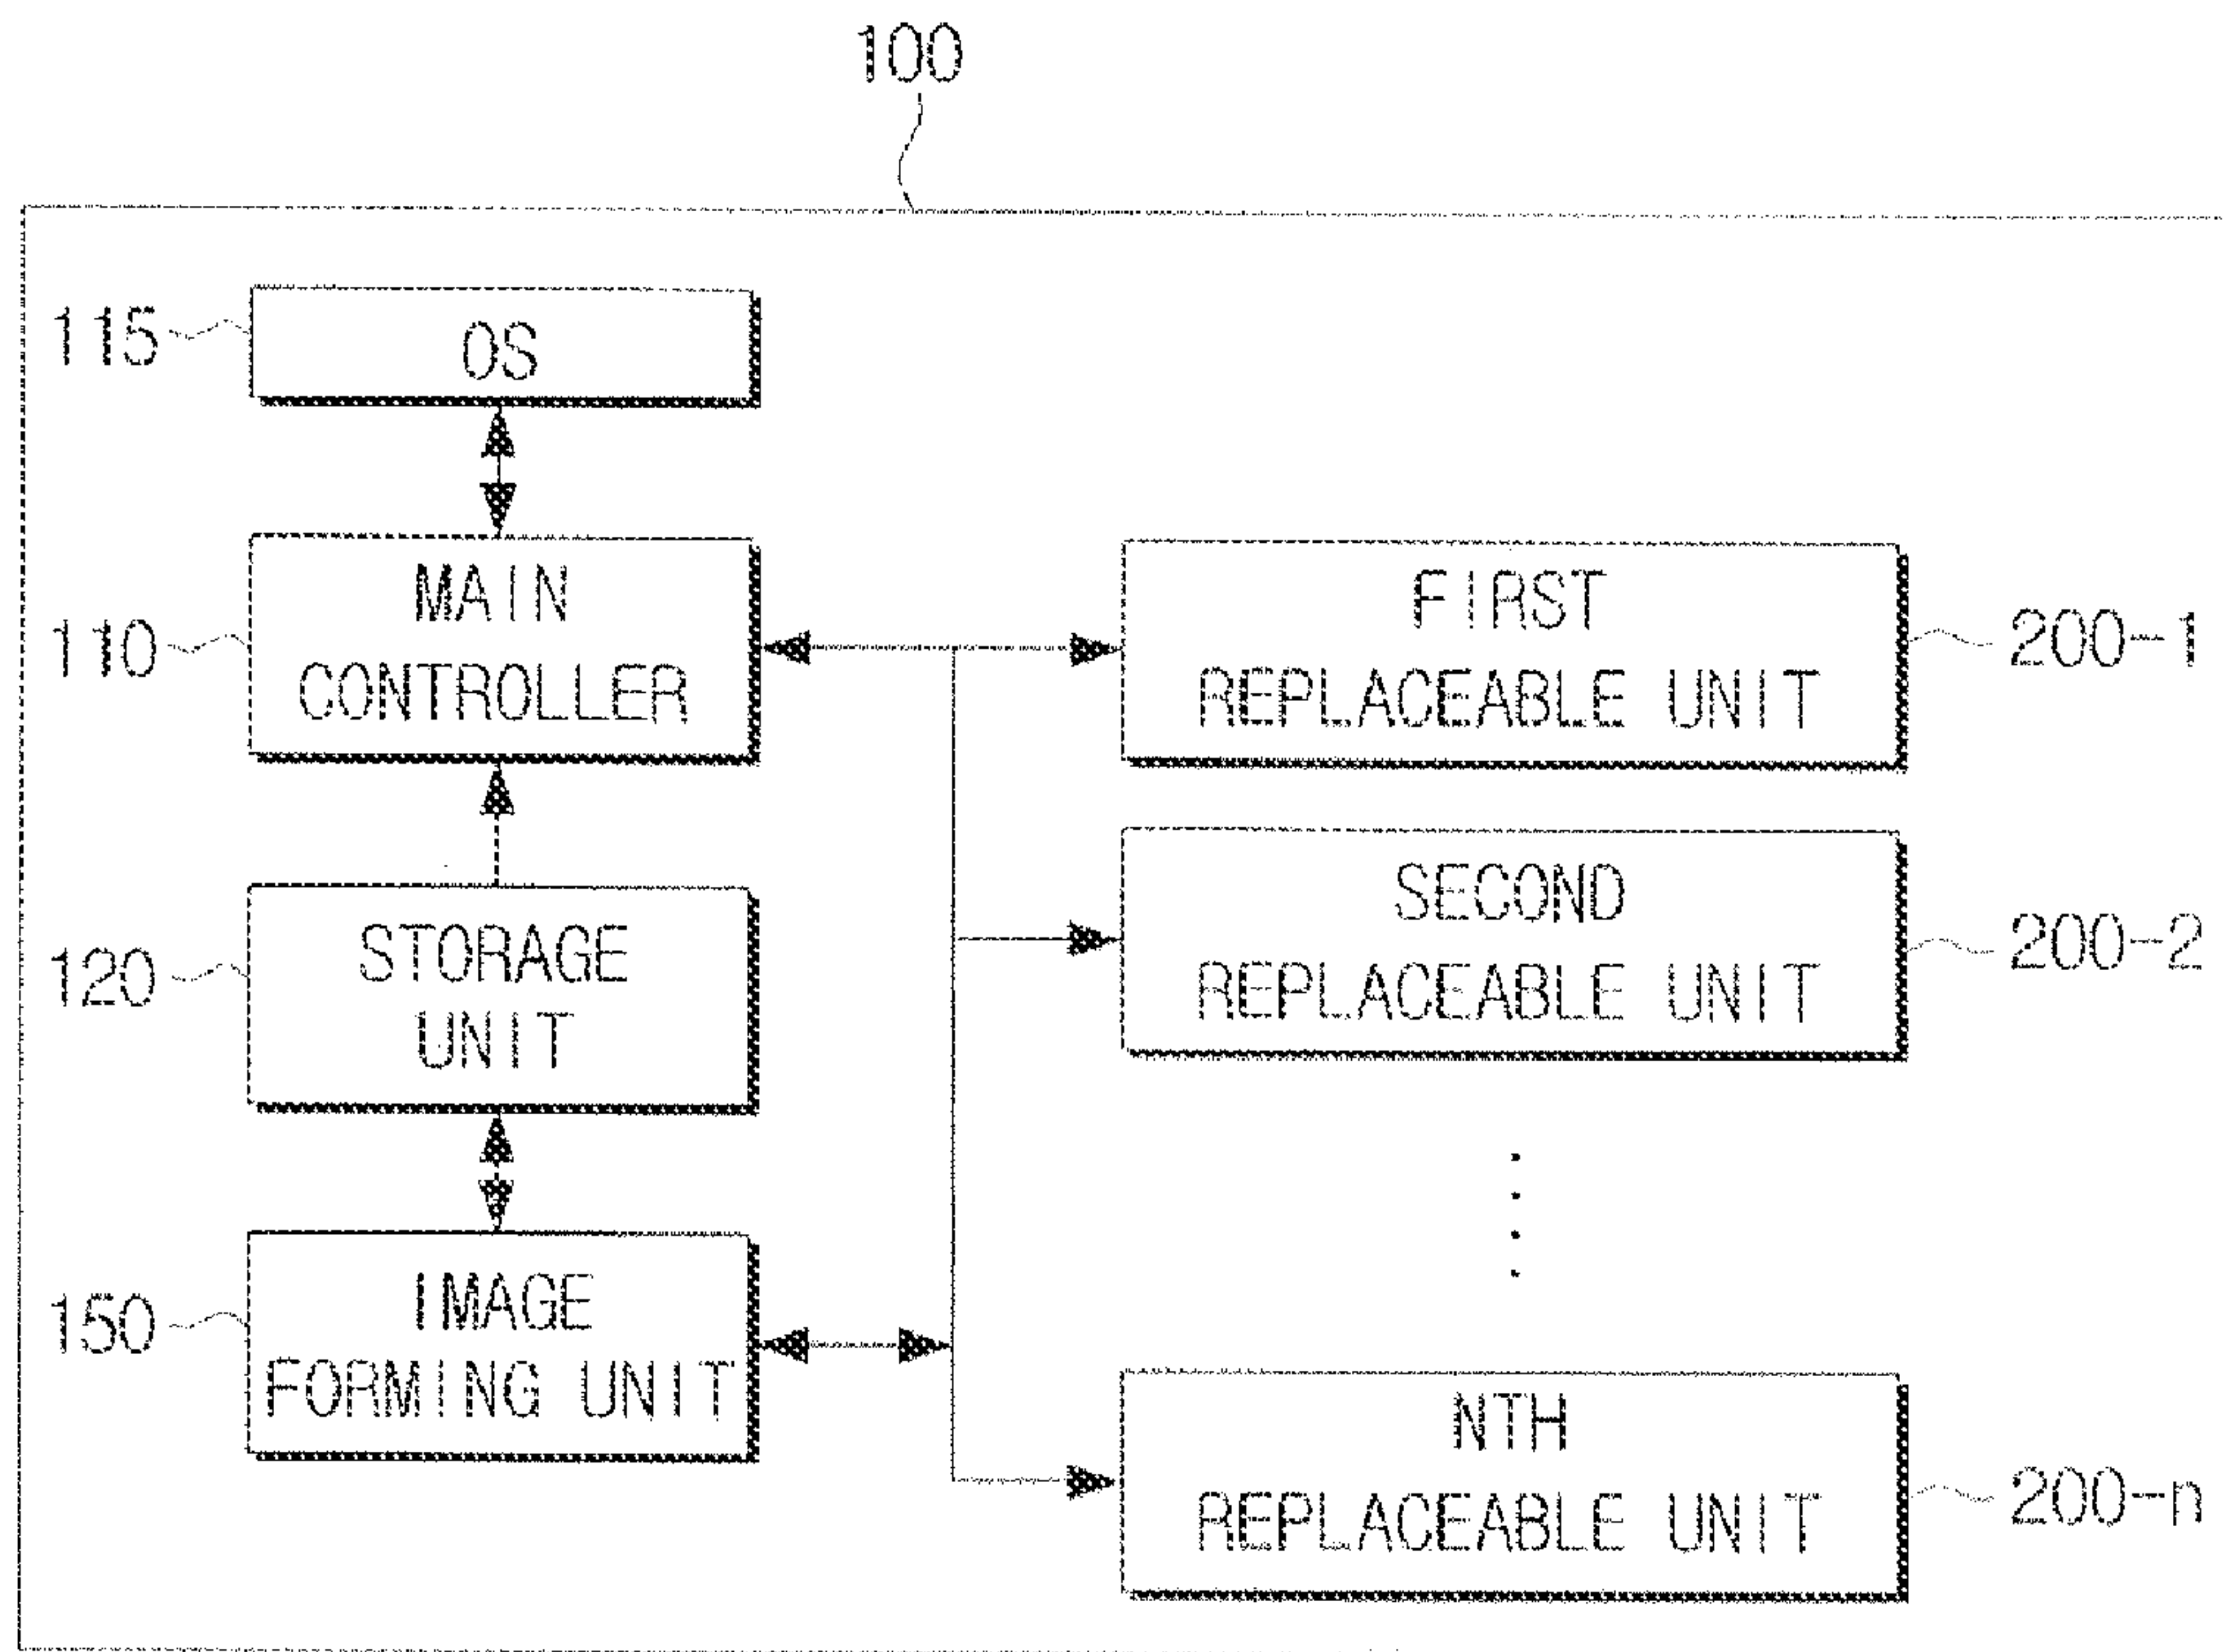 100
115
OS
110
MAIN
CONTROLLER
FIRST
REPLACEABLE UNIT
200-1
120
STORAGE
UNIT
SECOND
REPLACEABLE UNIT
200-2
150
IMAGE
FORMING UNIT
NTH
REPLACEABLE UNIT
200-n